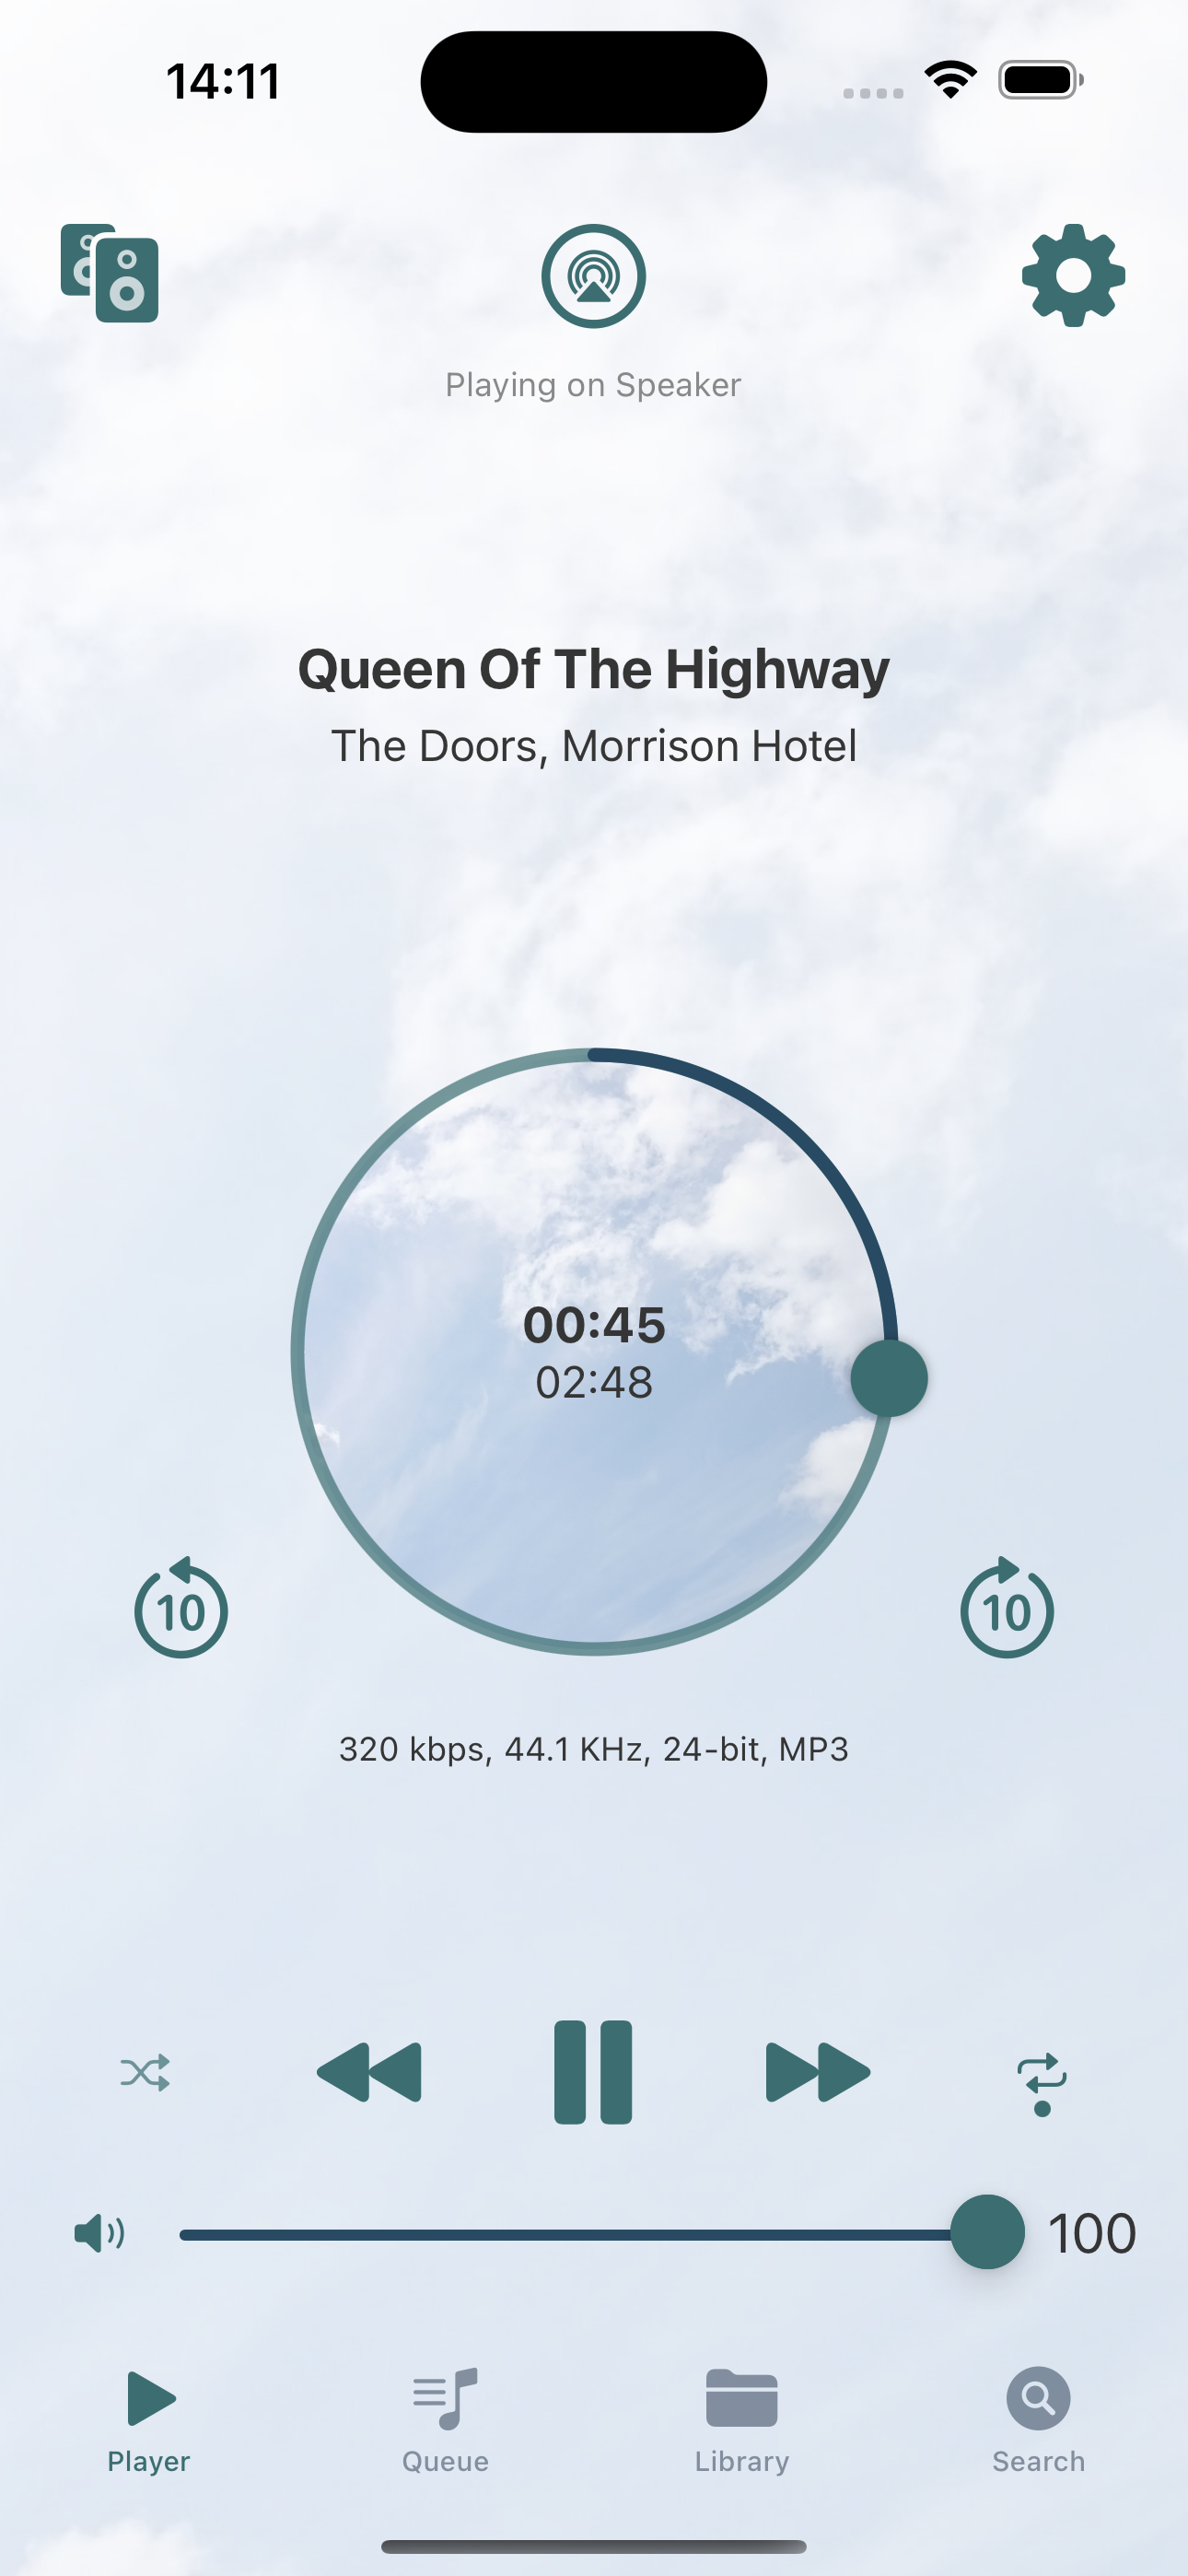 14:11
Playing on Speaker
Queen Of The Highway
The Doors, Morrison Hotel
00:45
02:48
10
10
320 kbps, 44.1 KHz, 24-bit, MP3
100
Player
Queue
Library
Search